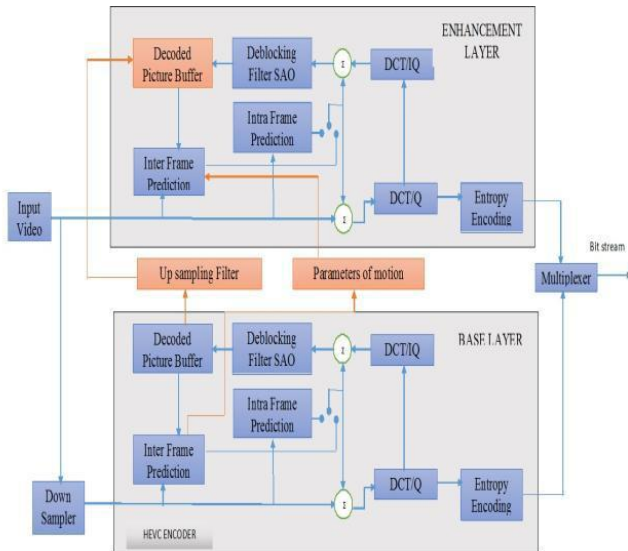 ENHANCEMENT
LAYER
Decoded
Picture Buffer
Deblocking
Filter SAO
Σ
DCT/IQ
Intra Frame
Prediction
Inter Frame
Prediction
Input
Video
Σ
DCT/Q
Entropy
Encoding
Bit stream
Multiplexer
Up sampling Filter
Parameters of motion
BASE LAYER
Decoded
Picture Buffer
Deblocking
Filter SAO
Σ
DCT/IQ
Intra Frame
Prediction
Inter Frame
Prediction
Down
Sampler
Σ
DCT/Q
Entropy
Encoding
HEVC ENCODER